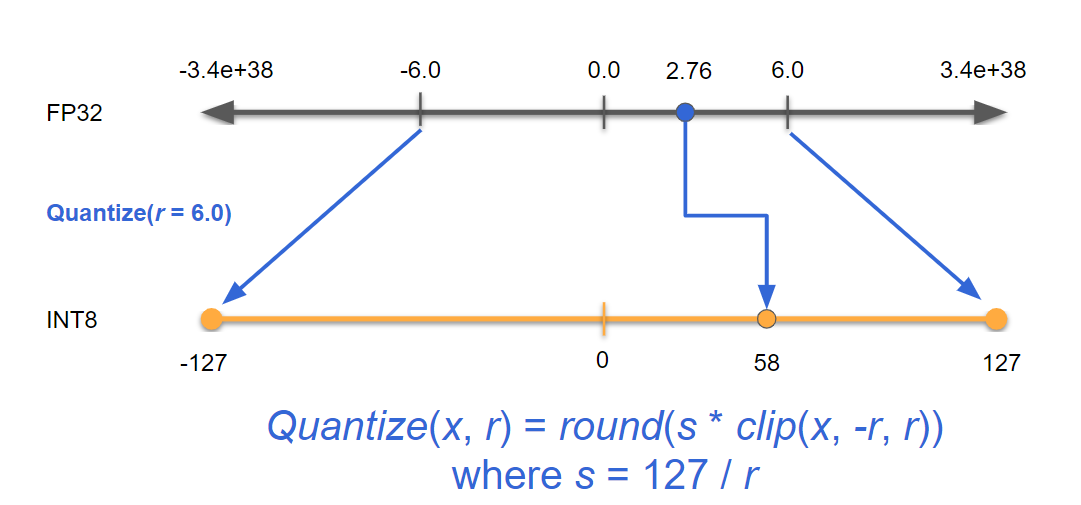 -3.4e+38 -6.0 0.0 2.76 6.0 3.4e+38
FP32
Quantize(r = 6.0)
INT8
-127 0 58 127
Quantize(x, r) = round(s * clip(x, -r, r))
where s = 127 / r